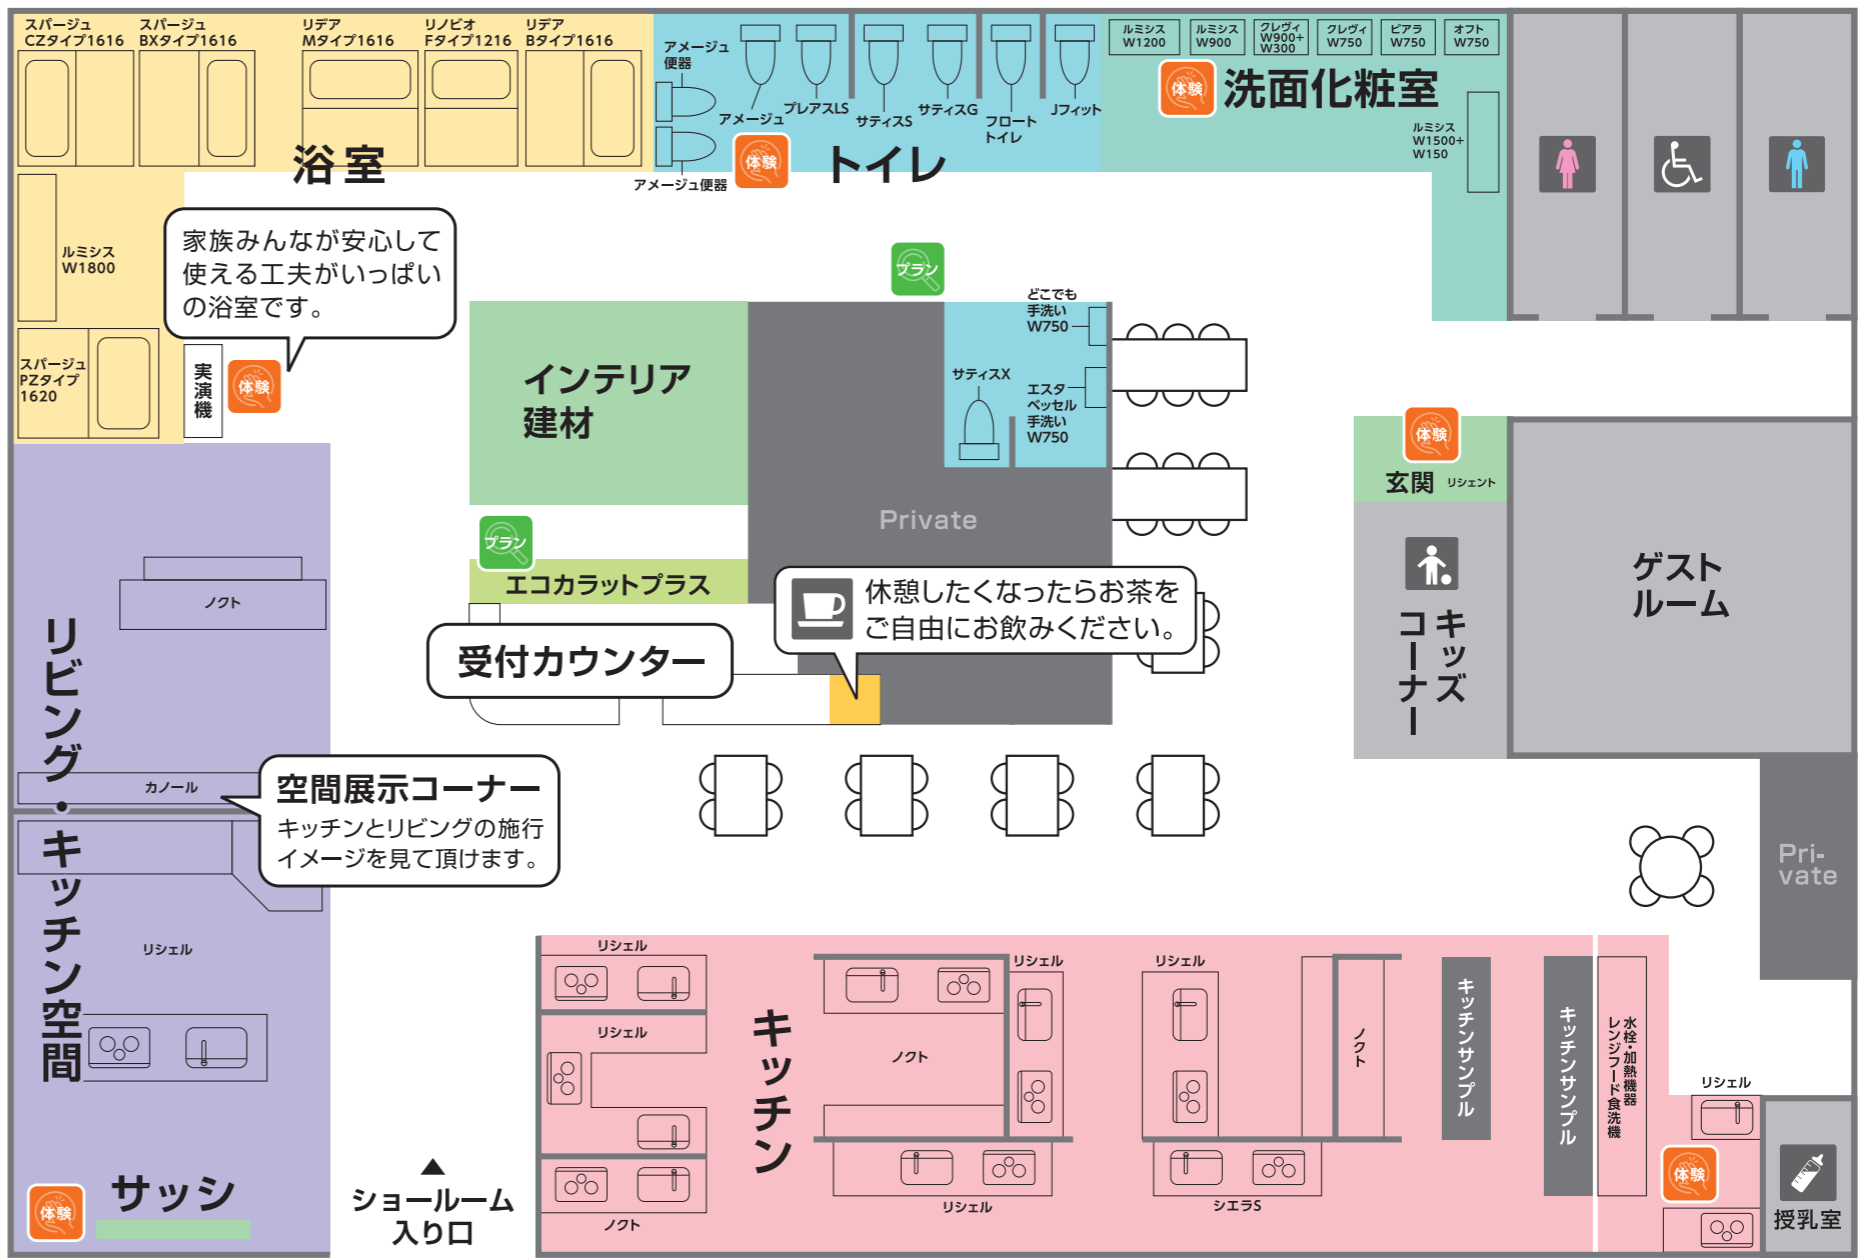 スパージュ
CZタイプ1616
スパージュ
BXタイプ1616
リデア
Mタイプ1616
リノビオ
Fタイプ1216
リデア
Bタイプ1616
浴室
アメージュ
便器
アメージュ便器
アメージュ
プレアスLS
サティスS
サティスG
フロート
トイレ
Jフィット
体験
トイレ
ルミシス
W1200
ルミシス
W900
クレヴィ
W900+
W300
クレヴィ
W750
ピアラ
W750
オフト
W750
体験
洗面化粧室
ルミシス
W1500+
W150
ルミシス
W1800
家族みんなが安心して
使える工夫がいっぱい
の浴室です。
スパージュ
PZタイプ
1620
実演機
体験
プラン
インテリア
建材
どこでも
手洗い
W750
サティスX
エスタ
ベッセル
手洗い
W750
Private
プラン
エコカラットプラス
受付カウンター
休憩したくなったらお茶を
ご自由にお飲みください。
体験
玄関
リシェント
キッズ
コーナー
ゲスト
ルーム
Pri-
vate
リビング・キッチン空間
ノクト
カノール
空間展示コーナー
キッチンとリビングの施行
イメージを見て頂けます。
リシェル
体験
サッシ
ショールーム
入り口
リシェル
リシェル
ノクト
キッチン
ノクト
リシェル
リシェル
リシェル
ノクト
シエラS
キッチンサンプル
キッチンサンプル
水栓・加熱機器
レンジフード食洗機
リシェル
体験
授乳室